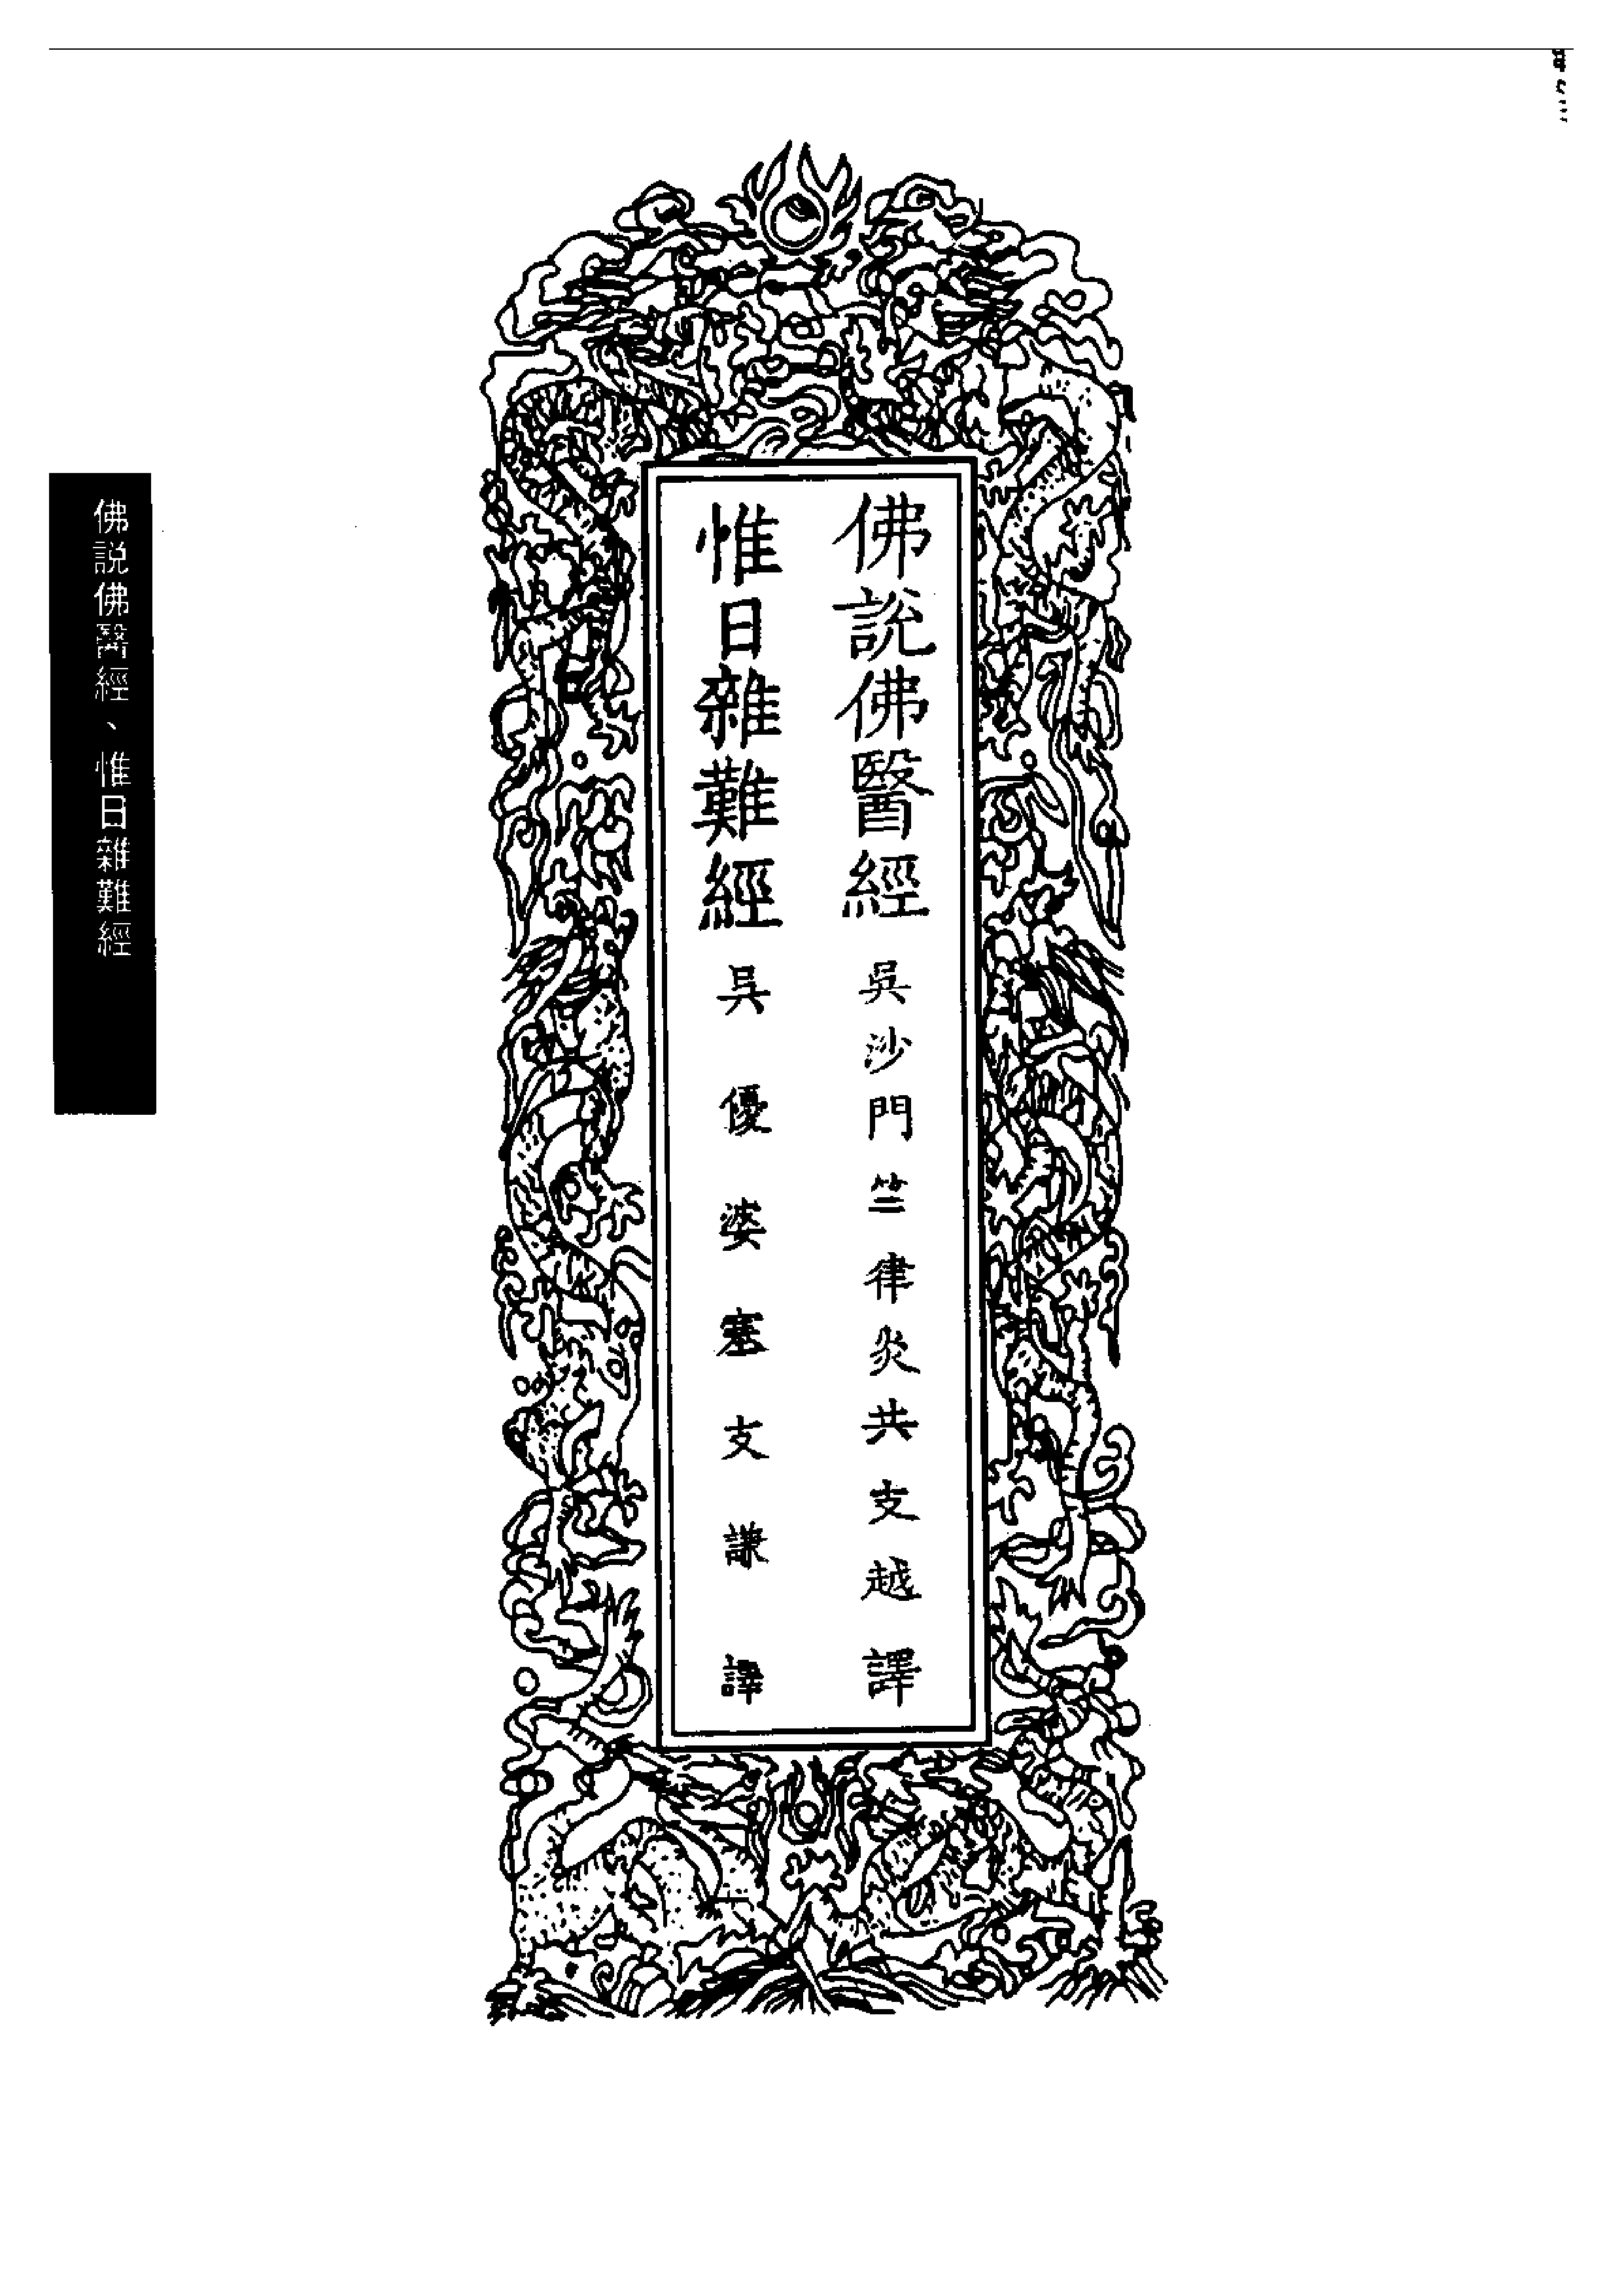 佛說佛醫經 吳沙門竺律炎共支越譯
惟日雜難經 吳優婆塞支謙譯
佛説佛醫經、惟日雜難經